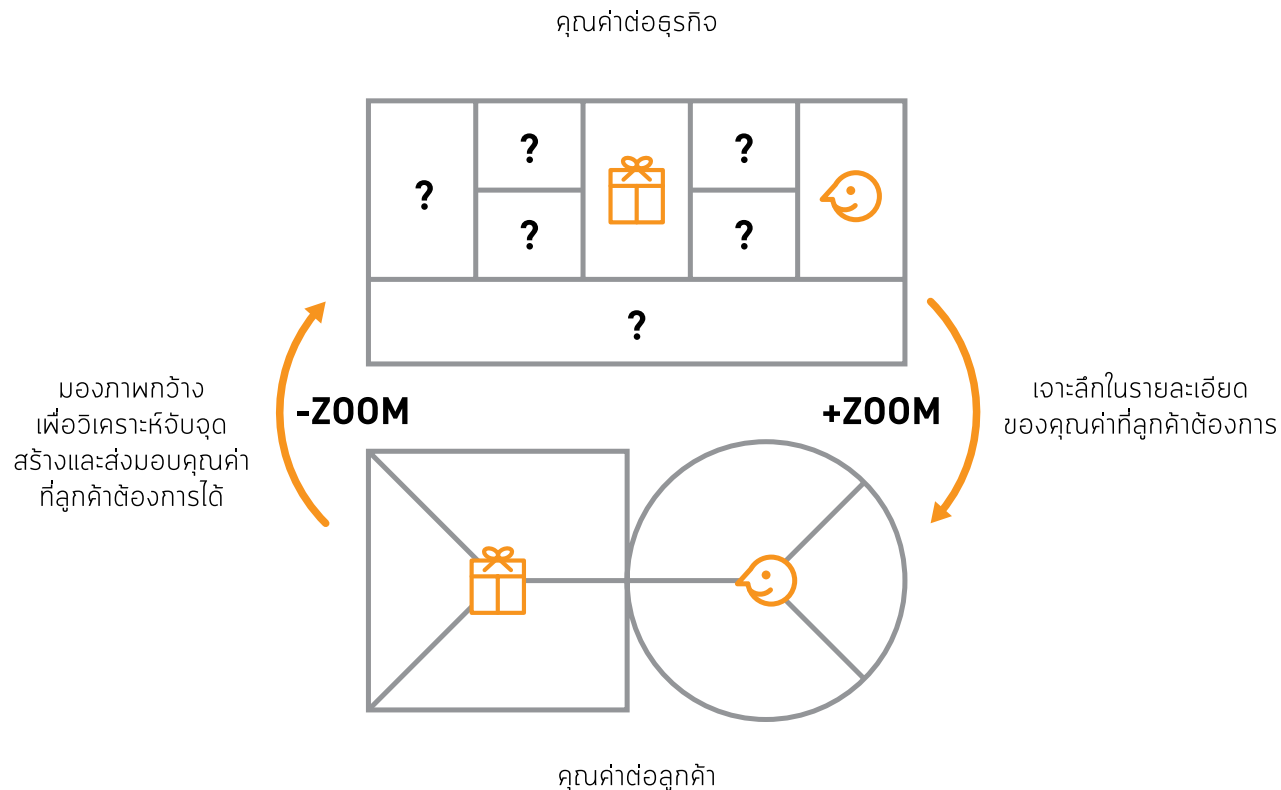 คุณค่าต่อธุรกิจ
?
?
?
?
?
?
มองภาพกว้าง
เพื่อวิเคราะห์จับจุด
สร้างและส่งมอบคุณค่า
ที่ลูกค้าต้องการได้
-ZOOM
+ZOOM
เจาะลึกในรายละเอียด
ของคุณค่าที่ลูกค้าต้องการ
คุณค่าต่อลูกค้า